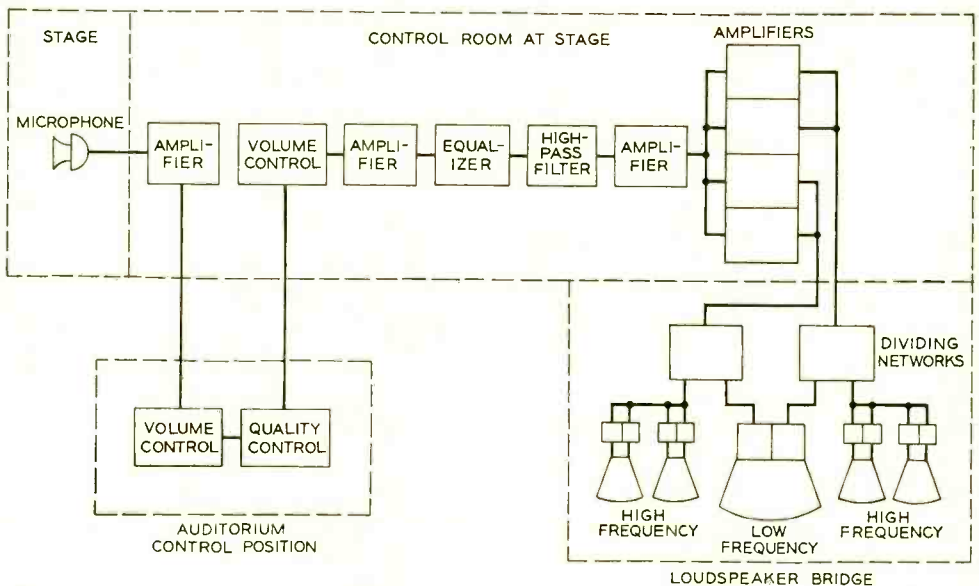 STAGE
CONTROL ROOM AT STAGE
AMPLIFIERS
MICROPHONE
AMPLI-
FIER
VOLUME
CONTROL
AMPLI-
FIER
EQUAL-
IZER
HIGH-
PASS
FILTER
AMPLI-
FIER
DIVIDING
NETWORKS
VOLUME
CONTROL
QUALITY
CONTROL
AUDITORIUM
CONTROL POSITION
HIGH
FREQUENCY
LOW
FREQUENCY
HIGH
FREQUENCY
LOUDSPEAKER BRIDGE